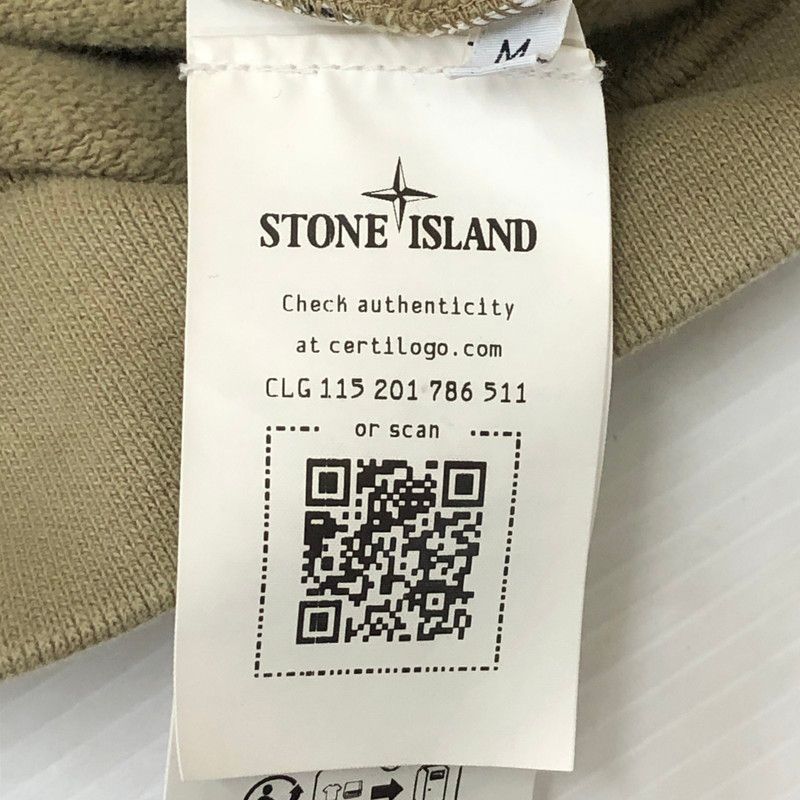 M
STONE ISLAND
Check authenticity
at certilogo.com
CLG 115 201 786 511
or scan